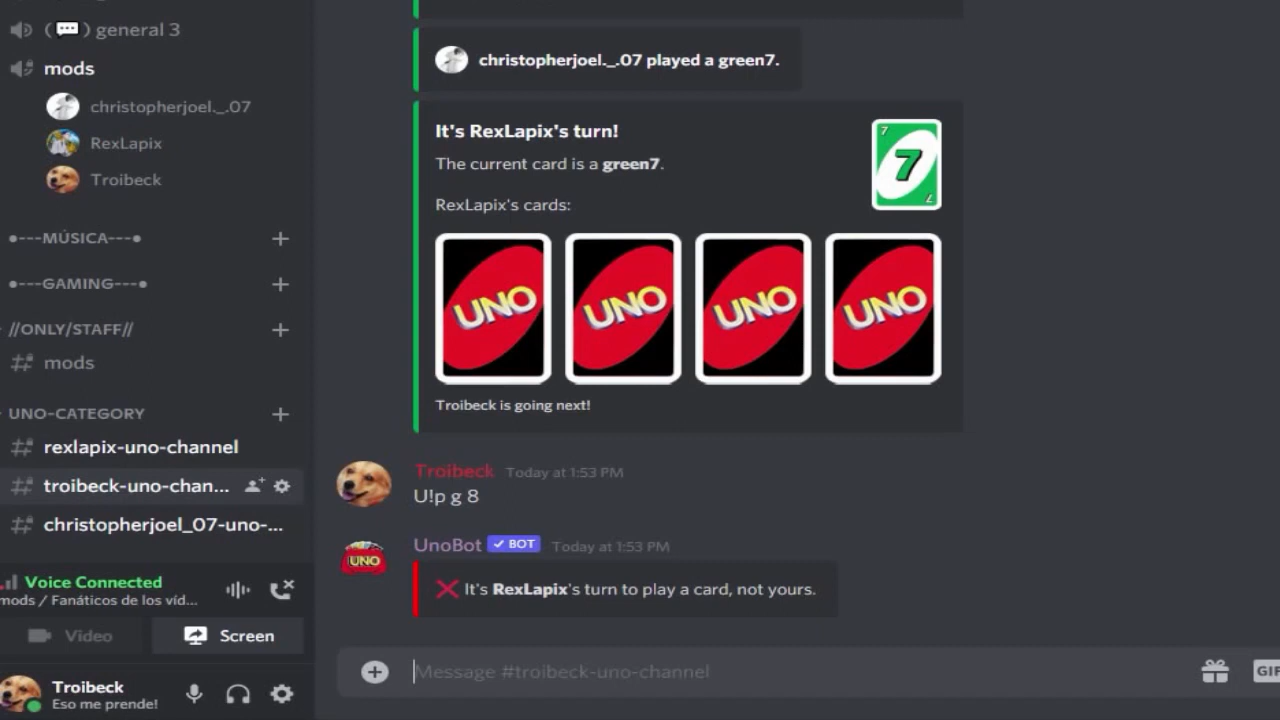 ( 💬 ) general 3
mods
christopherjoel._.07
RexLapix
Troibeck
●---MÚSICA---●
●---GAMING---●
//ONLY/STAFF//
mods
UNO-CATEGORY
rexlapix-uno-channel
troibeck-uno-chan...
christopherjoel_07-uno-...
Voice Connected
mods / Fanáticos de los víd...
Video
Screen
Troibeck
Eso me prende!
christopherjoel._.07 played a green7.
It's RexLapix's turn!
The current card is a green7.
7
7
7
RexLapix's cards:
UNO
UNO
UNO
UNO
Troibeck is going next!
Troibeck Today at 1:53 PM
U!p g 8
UNO
UnoBot ✓ BOT Today at 1:53 PM
❌ It's RexLapix's turn to play a card, not yours.
Message #troibeck-uno-channel
GIF